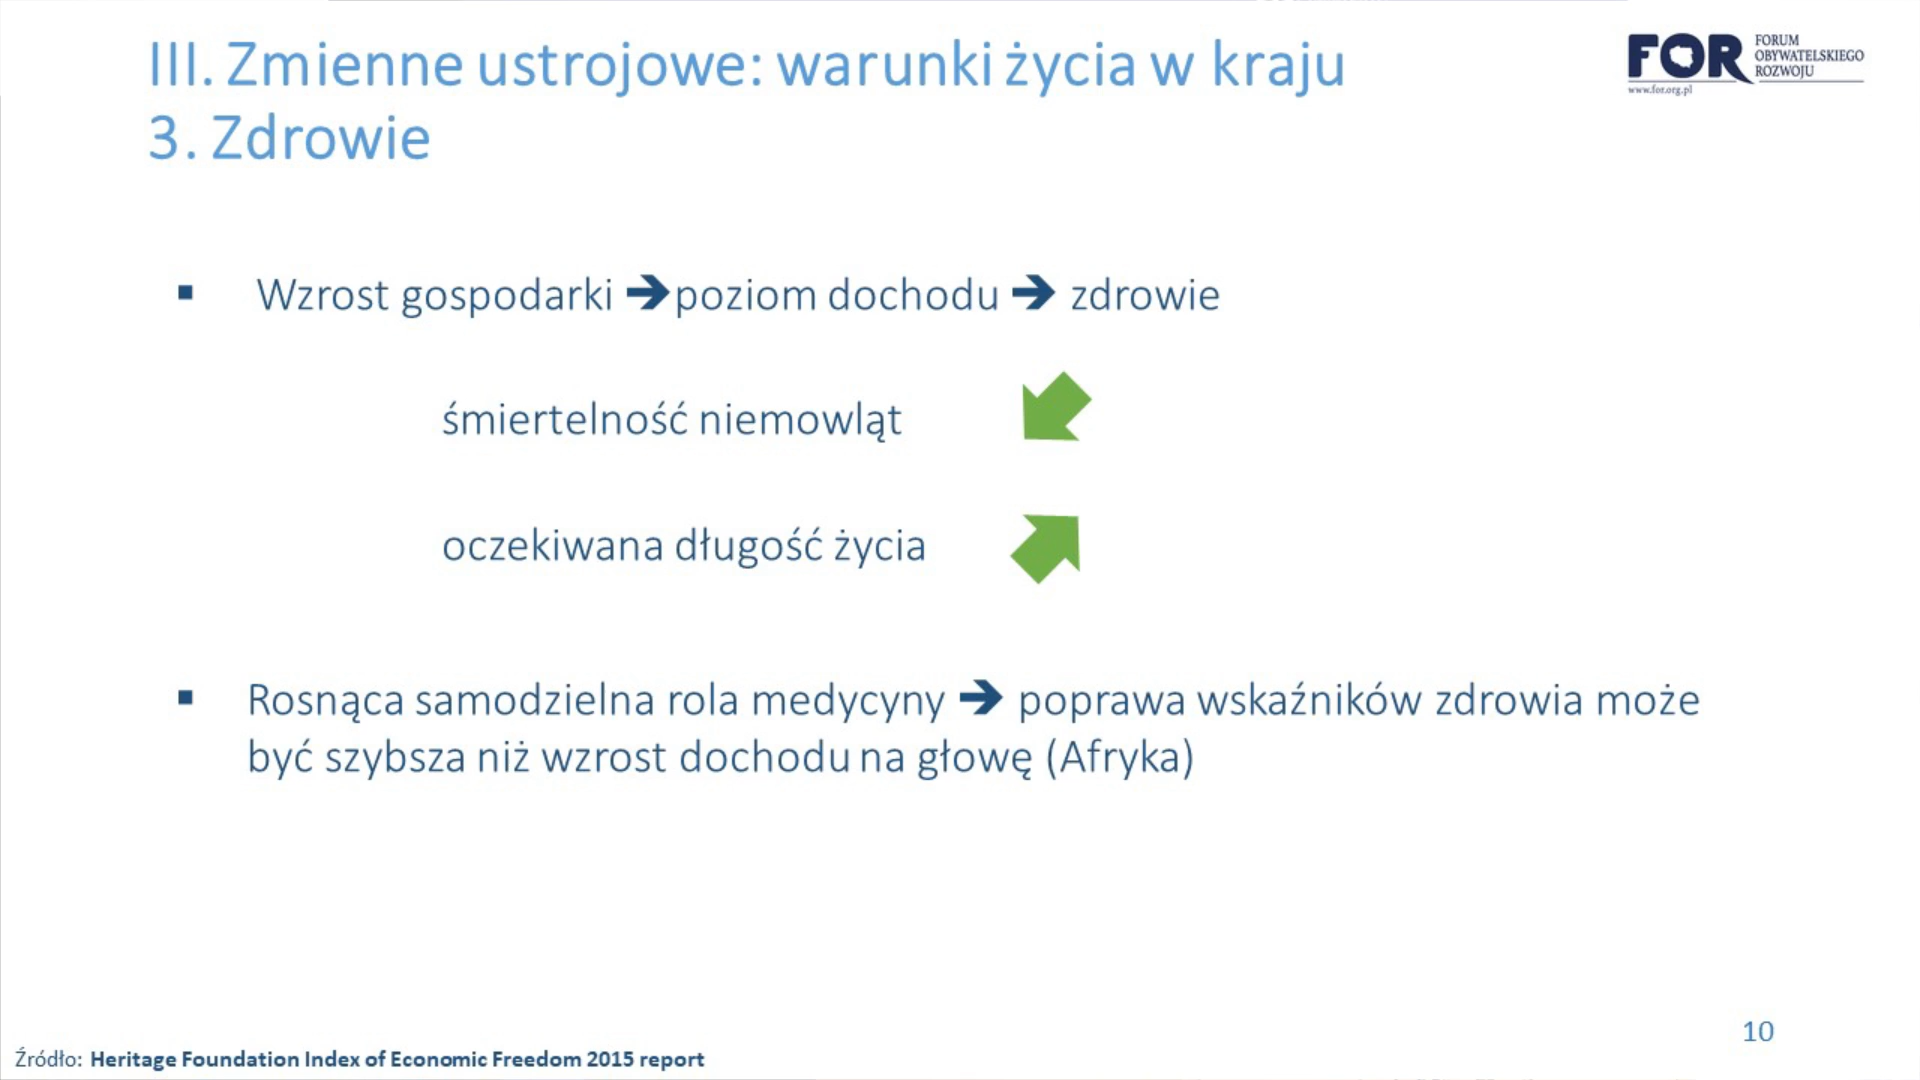 III. Zmienne ustrojowe: warunki życia w kraju
3. Zdrowie
FOR
FORUM
OBYWATELSKIEGO
ROZWOJU
www.for.org.pl
▪ Wzrost gospodarki ➔ poziom dochodu ➔ zdrowie
śmiertelność niemowląt
oczekiwana długość życia
▪ Rosnąca samodzielna rola medycyny ➔ poprawa wskaźników zdrowia może
być szybsza niż wzrost dochodu na głowę (Afryka)
10
Źródło: Heritage Foundation Index of Economic Freedom 2015 report